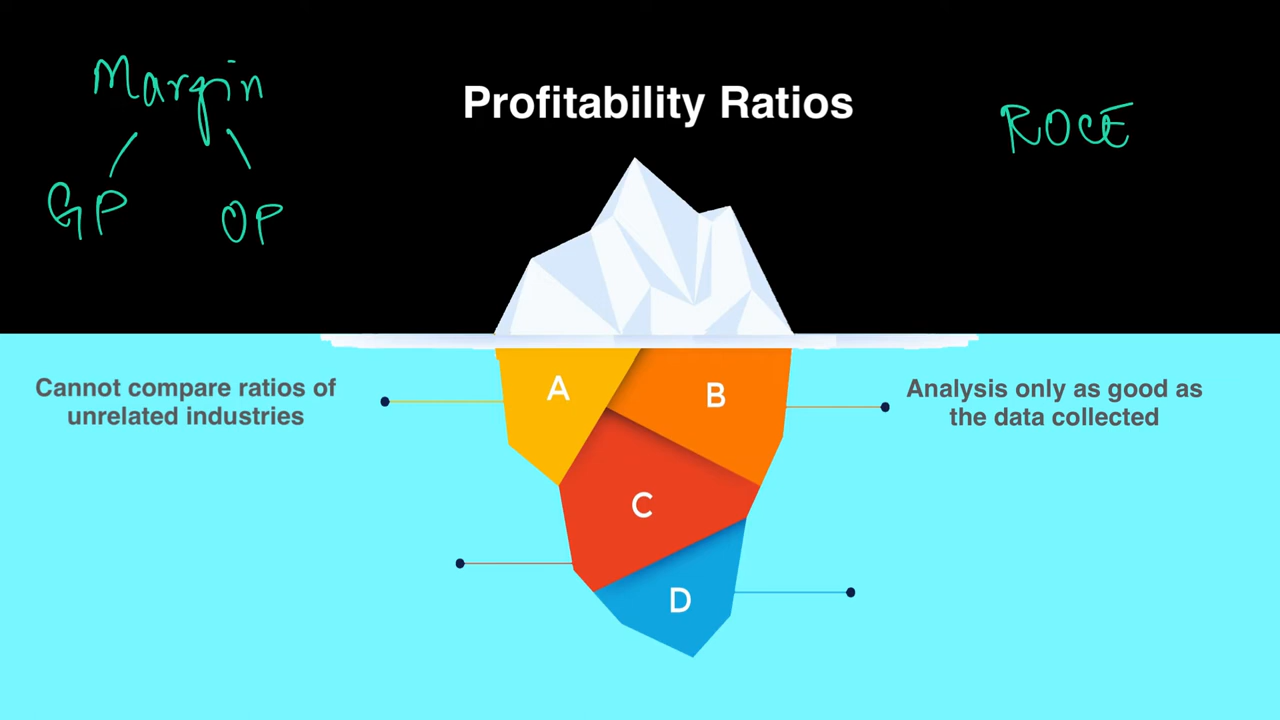 Margin
GP OP
Profitability Ratios
ROCE
A
B
C
D
Cannot compare ratios of
unrelated industries
Analysis only as good as
the data collected